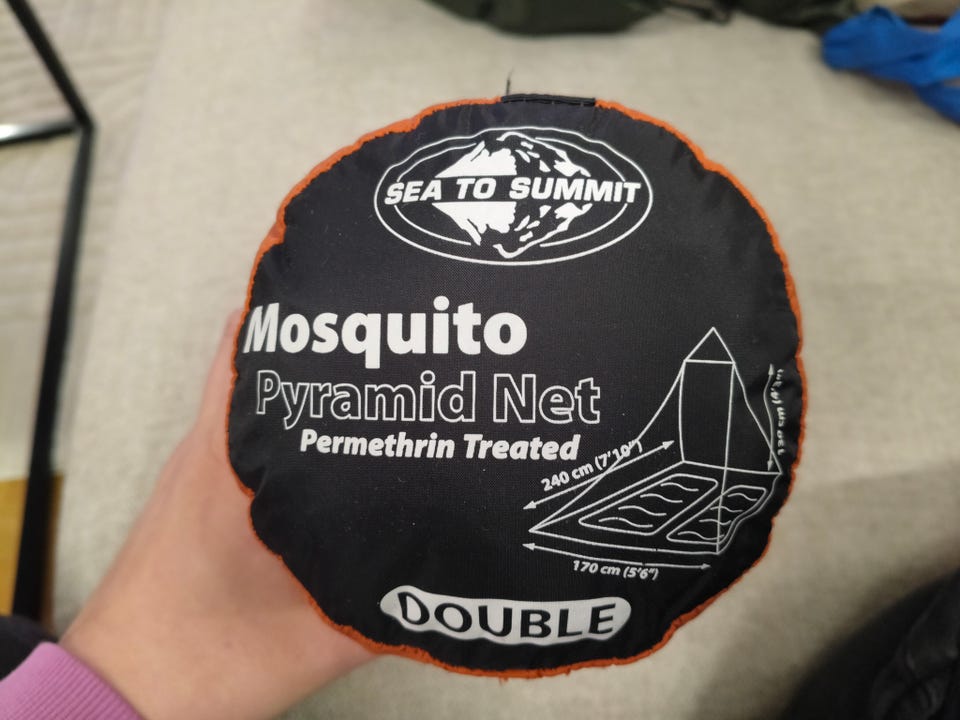 SEA TO SUMMIT
Mosquito
Pyramid Net
Permethrin Treated
240 cm (7'10")
170 cm (5'6")
DOUBLE